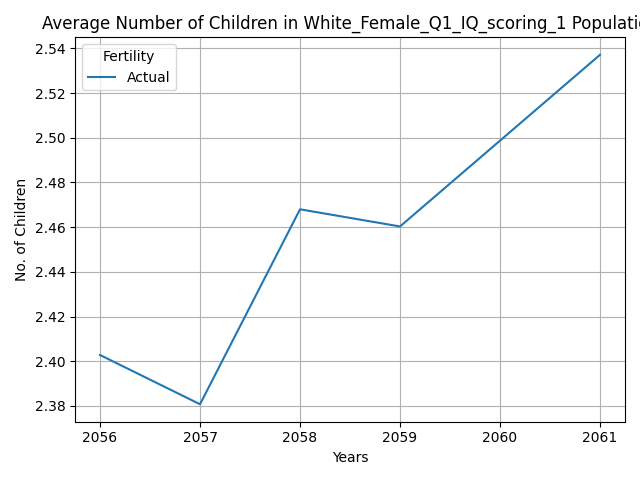 Average Number of Children in White_Female_Q1_IQ_scoring_1 Populatio
Fertility
Actual
2.54
2.52
2.50
2.48
2.46
2.44
2.42
2.40
2.38
No. of Children
2056 2057 2058 2059 2060 2061
Years